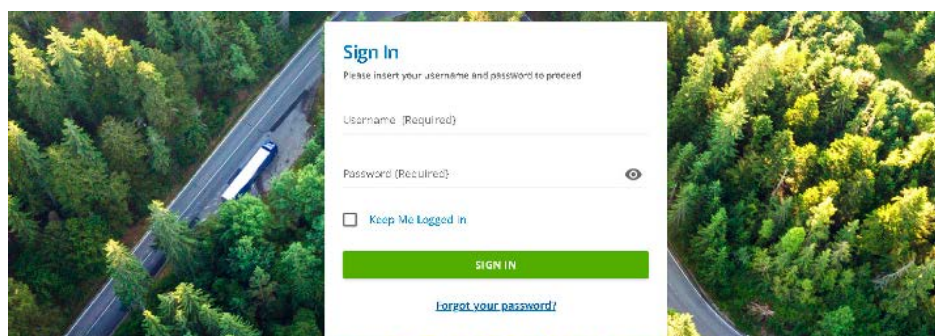 Sign In
Please insert your username and password to proceed
Username (Required)
Password (Required)
Keep Me Logged in
SIGN IN
Forgot your password?